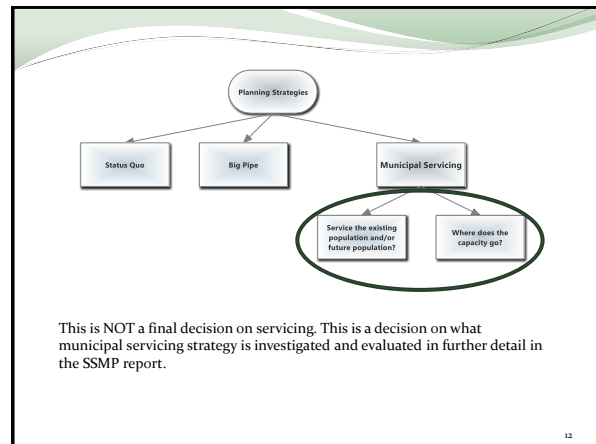 Planning Strategies
Status Quo
Big Pipe
Municipal Servicing
Service the existing
population and/or
future population?
Where does the
capacity go?
This is NOT a final decision on servicing. This is a decision on what
municipal servicing strategy is investigated and evaluated in further detail in
the SSMP report.
12